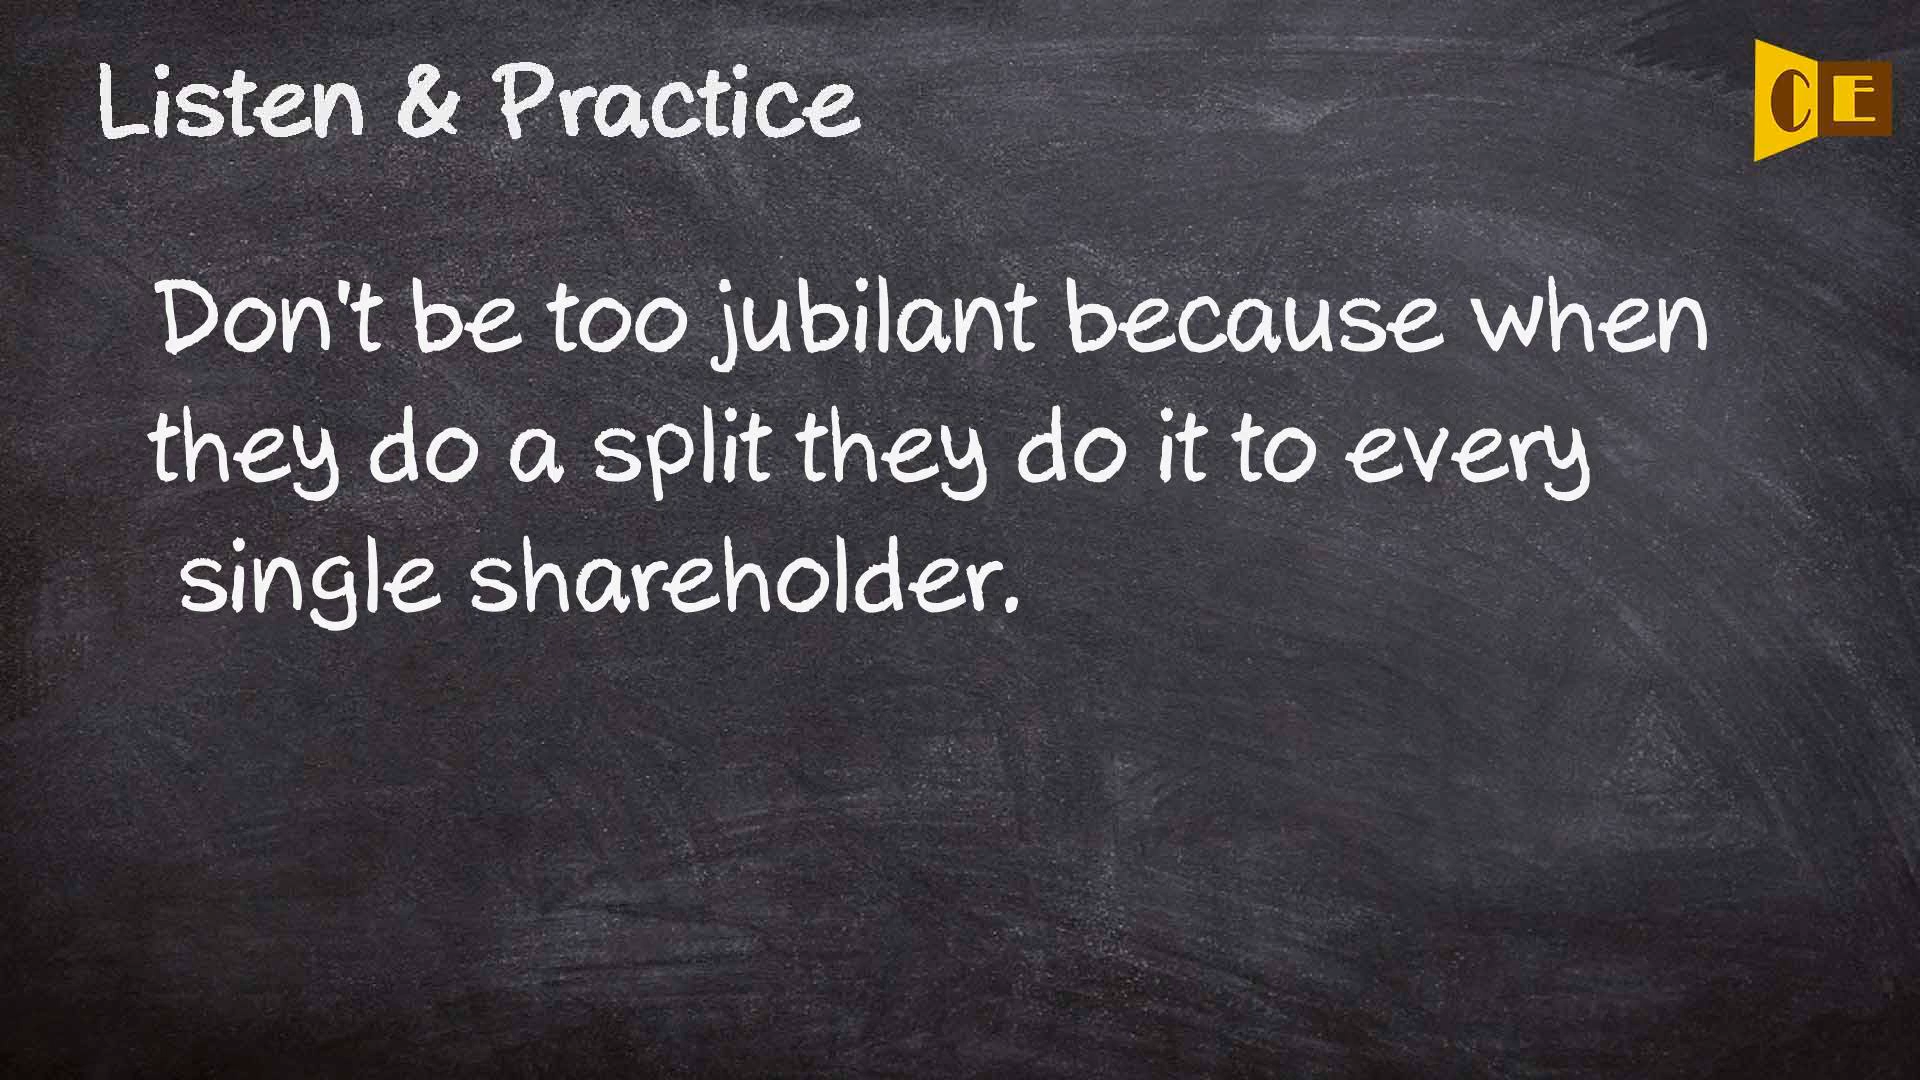 Listen & Practice
CE
Don't be too jubilant because when
they do a split they do it to every
single shareholder.